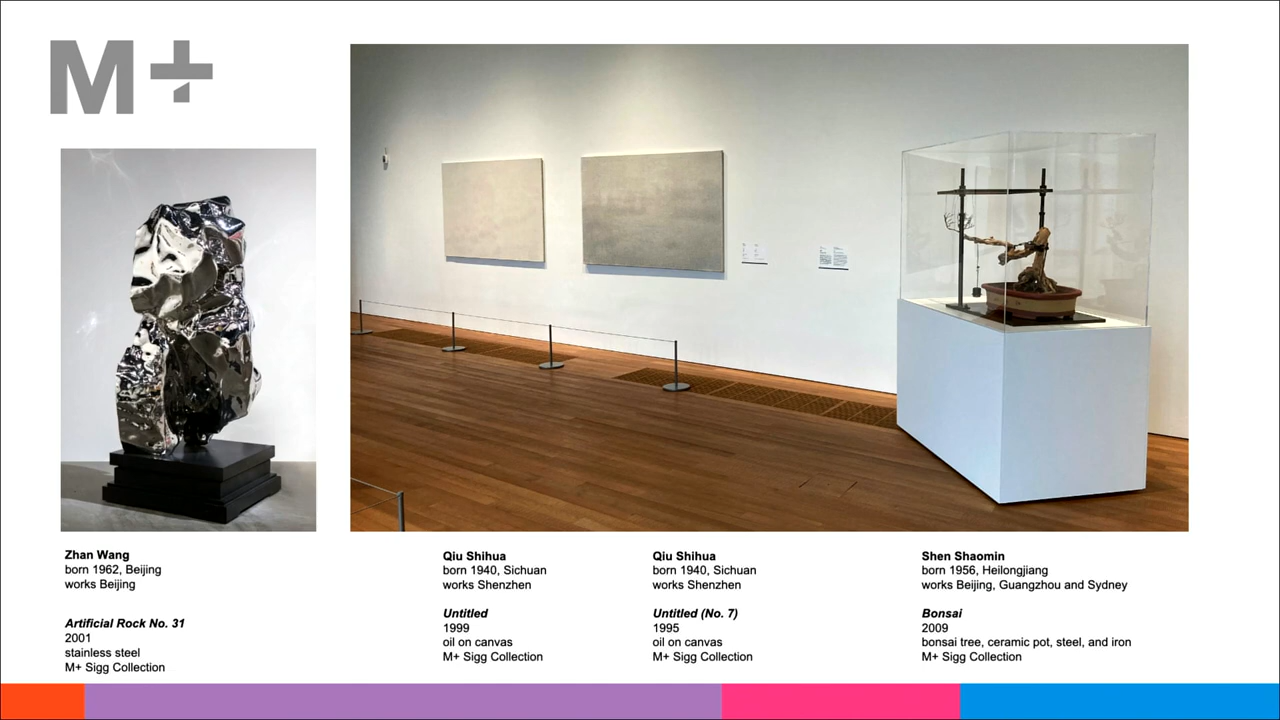 M+
Zhan Wang
born 1962, Beijing
works Beijing
Artificial Rock No. 31
2001
stainless steel
M+ Sigg Collection
Qiu Shihua
born 1940, Sichuan
works Shenzhen
Untitled
1999
oil on canvas
M+ Sigg Collection
Qiu Shihua
born 1940, Sichuan
works Shenzhen
Untitled (No. 7)
1995
oil on canvas
M+ Sigg Collection
Shen Shaomin
born 1956, Heilongjiang
works Beijing, Guangzhou and Sydney
Bonsai
2009
bonsai tree, ceramic pot, steel, and iron
M+ Sigg Collection